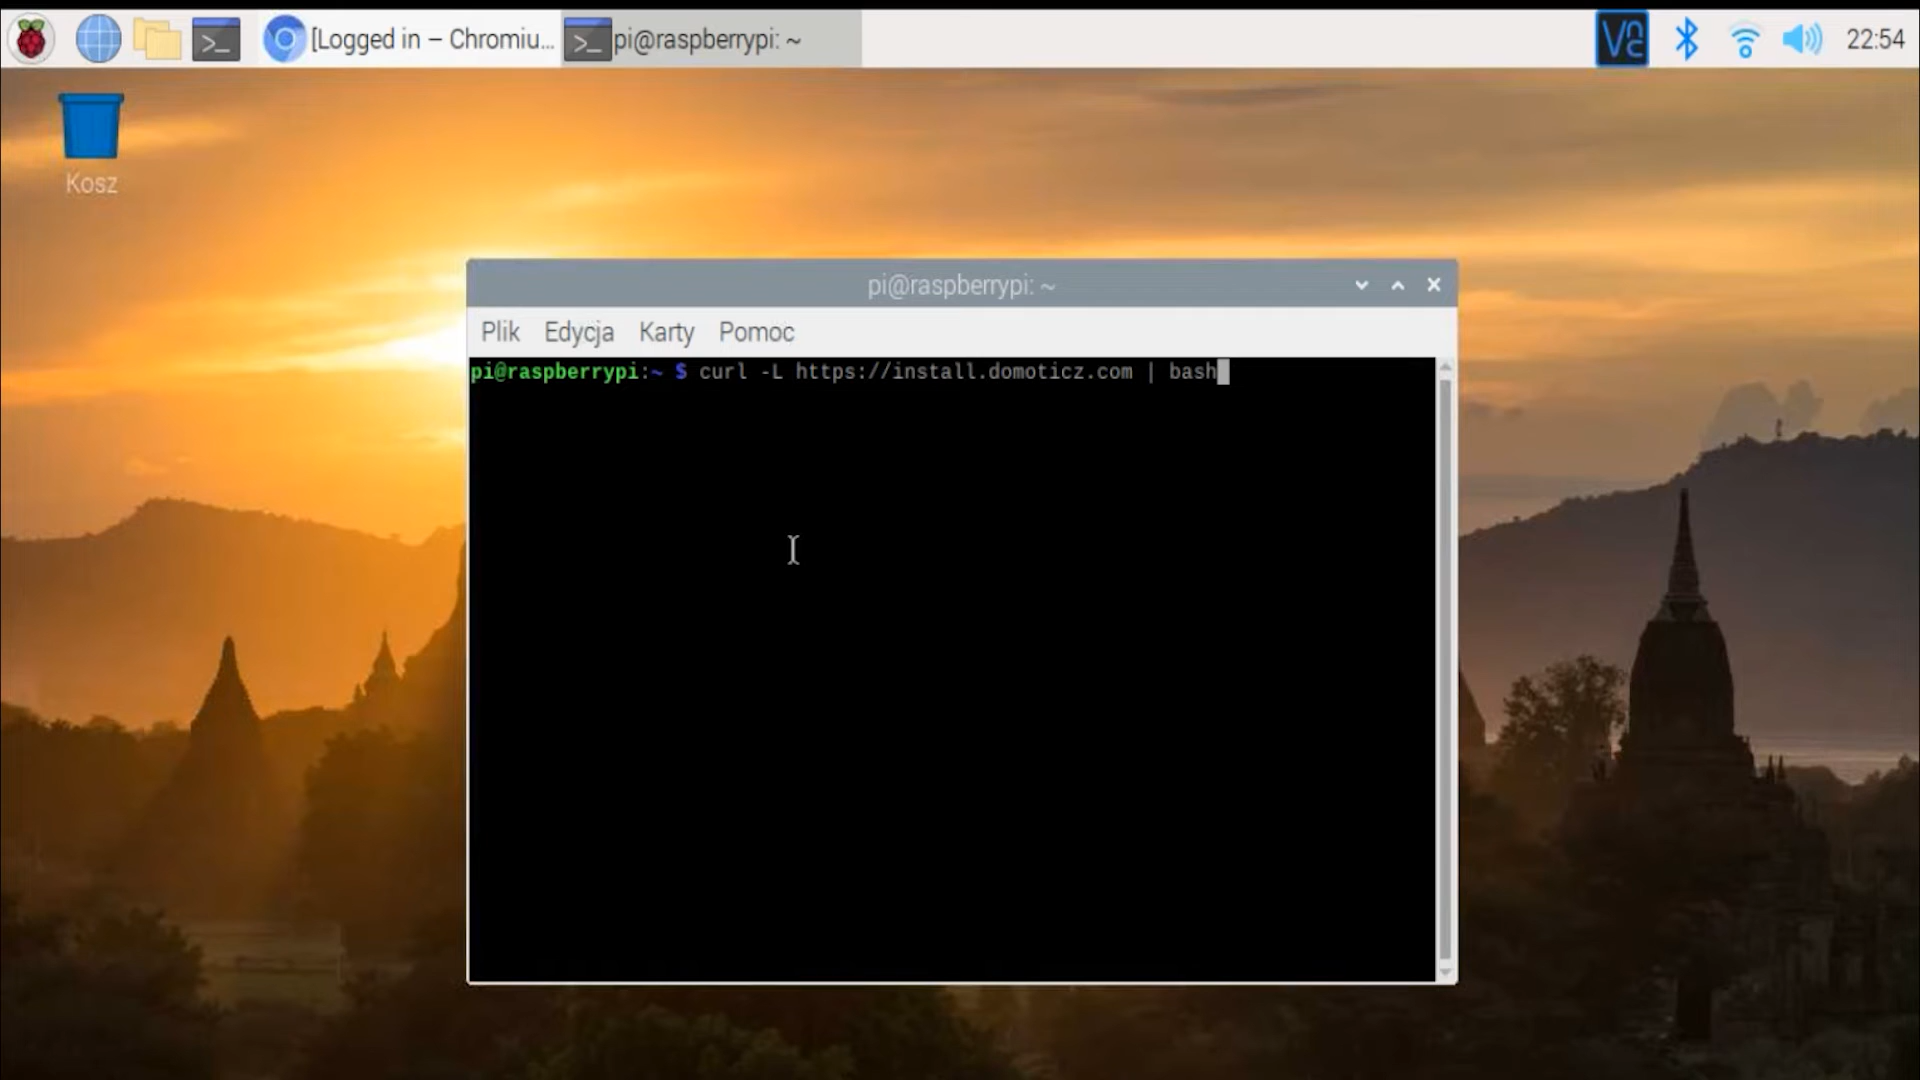 [Logged in – Chromiu... pi@raspberrypi: ~ VNC 22:54
Kosz
pi@raspberrypi: ~
Plik Edycja Karty Pomoc
pi@raspberrypi:~ $ curl -L https://install.domoticz.com | bash